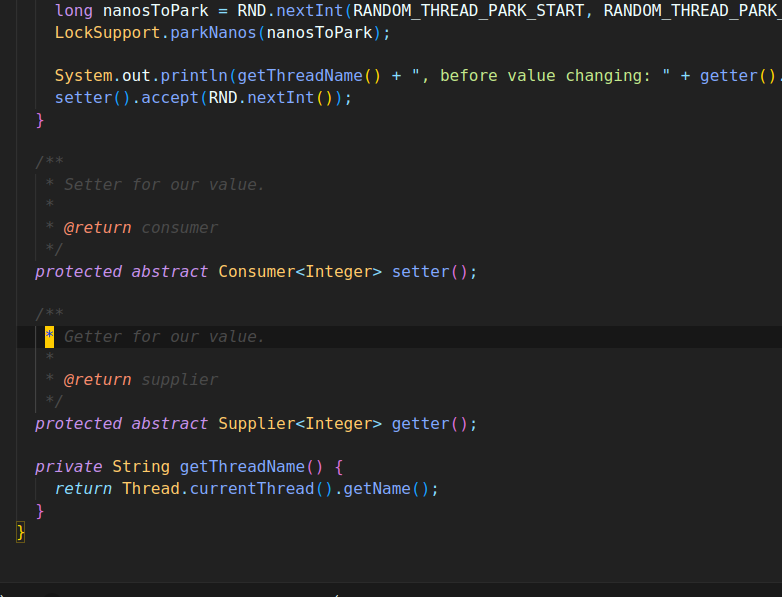 long nanosToPark = RND.nextInt(RANDOM_THREAD_PARK_START, RANDOM_THREAD_PARK_
LockSupport.parkNanos(nanosToPark);
System.out.println(getThreadName() + ", before value changing: " + getter().
setter().accept(RND.nextInt());
}
/**
* Setter for our value.
*
* @return consumer
*/
protected abstract Consumer<Integer> setter();
/**
* Getter for our value.
*
* @return supplier
*/
protected abstract Supplier<Integer> getter();
private String getThreadName() {
return Thread.currentThread().getName();
}
}